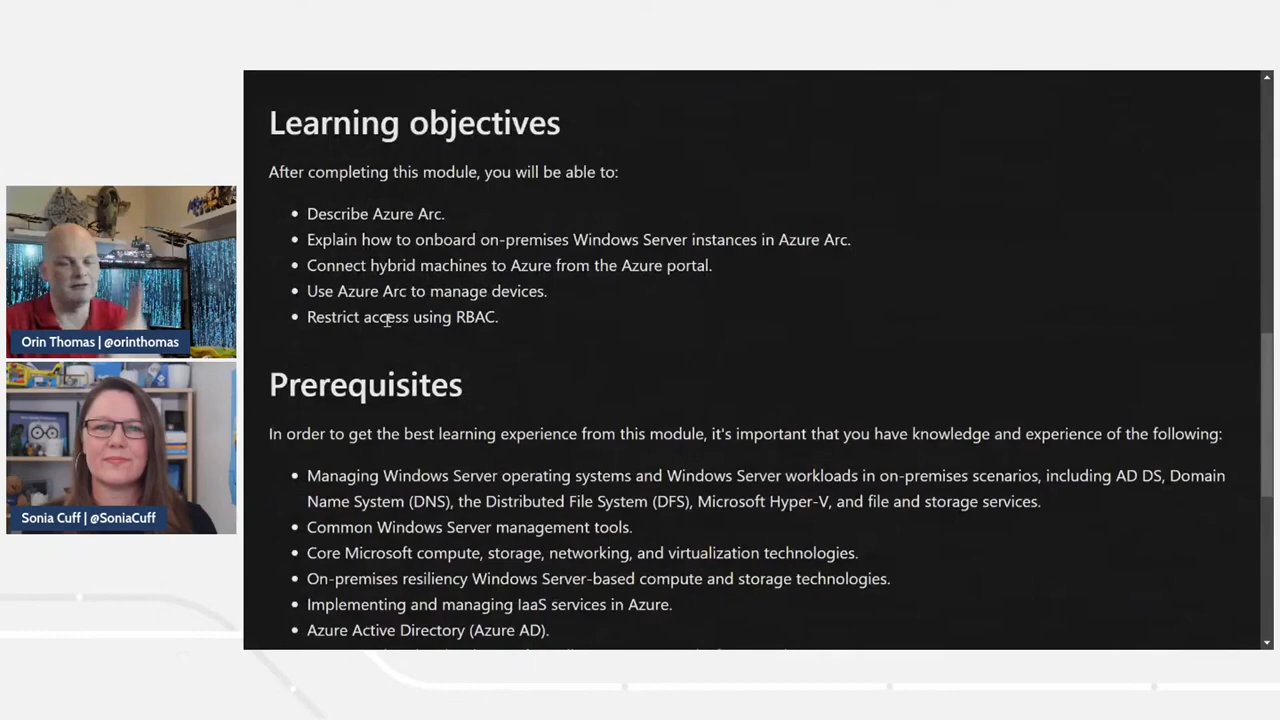 Learning objectives
After completing this module, you will be able to:
• Describe Azure Arc.
• Explain how to onboard on-premises Windows Server instances in Azure Arc.
• Connect hybrid machines to Azure from the Azure portal.
• Use Azure Arc to manage devices.
• Restrict access using RBAC.
Prerequisites
In order to get the best learning experience from this module, it's important that you have knowledge and experience of the following:
• Managing Windows Server operating systems and Windows Server workloads in on-premises scenarios, including AD DS, Domain
Name System (DNS), the Distributed File System (DFS), Microsoft Hyper-V, and file and storage services.
• Common Windows Server management tools.
• Core Microsoft compute, storage, networking, and virtualization technologies.
• On-premises resiliency Windows Server-based compute and storage technologies.
• Implementing and managing IaaS services in Azure.
• Azure Active Directory (Azure AD).
Orin Thomas | @orinthomas
Sonia Cuff | @SoniaCuff